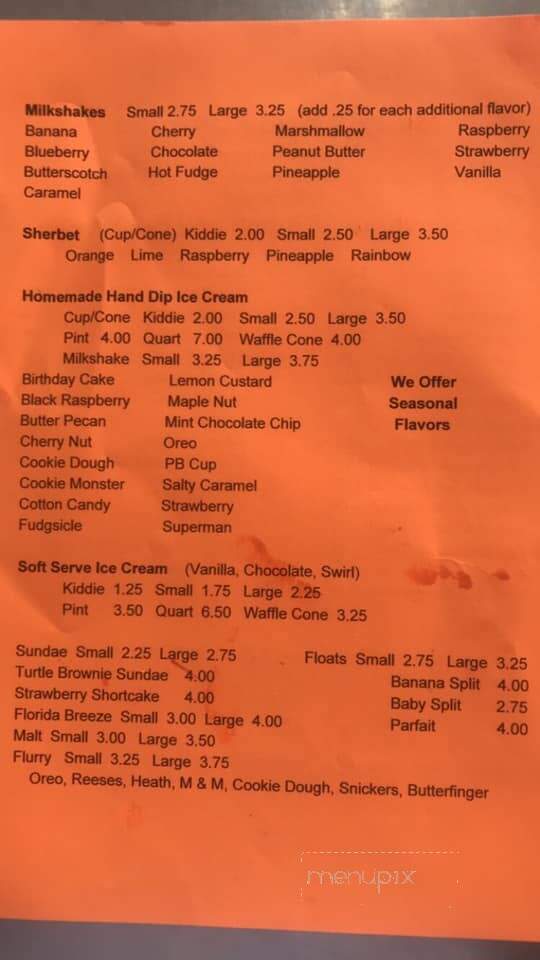 Milkshakes Small 2.75 Large 3.25 (add .25 for each additional flavor)
Banana Cherry Marshmallow Raspberry
Blueberry Chocolate Peanut Butter Strawberry
Butterscotch Hot Fudge Pineapple Vanilla
Caramel
Sherbet (Cup/Cone) Kiddie 2.00 Small 2.50 Large 3.50
Orange Lime Raspberry Pineapple Rainbow
Homemade Hand Dip Ice Cream
Cup/Cone Kiddie 2.00 Small 2.50 Large 3.50
Pint 4.00 Quart 7.00 Waffle Cone 4.00
Milkshake Small 3.25 Large 3.75
Birthday Cake Lemon Custard We Offer
Black Raspberry Maple Nut Seasonal
Butter Pecan Mint Chocolate Chip Flavors
Cherry Nut Oreo
Cookie Dough PB Cup
Cookie Monster Salty Caramel
Cotton Candy Strawberry
Fudgsicle Superman
Soft Serve Ice Cream (Vanilla, Chocolate, Swirl)
Kiddie 1.25 Small 1.75 Large 2.25
Pint 3.50 Quart 6.50 Waffle Cone 3.25
Sundae Small 2.25 Large 2.75 Floats Small 2.75 Large 3.25
Turtle Brownie Sundae 4.00 Banana Split 4.00
Strawberry Shortcake 4.00 Baby Split 2.75
Florida Breeze Small 3.00 Large 4.00 Parfait 4.00
Malt Small 3.00 Large 3.50
Flurry Small 3.25 Large 3.75
Oreo, Reeses, Heath, M & M, Cookie Dough, Snickers, Butterfinger
menupix